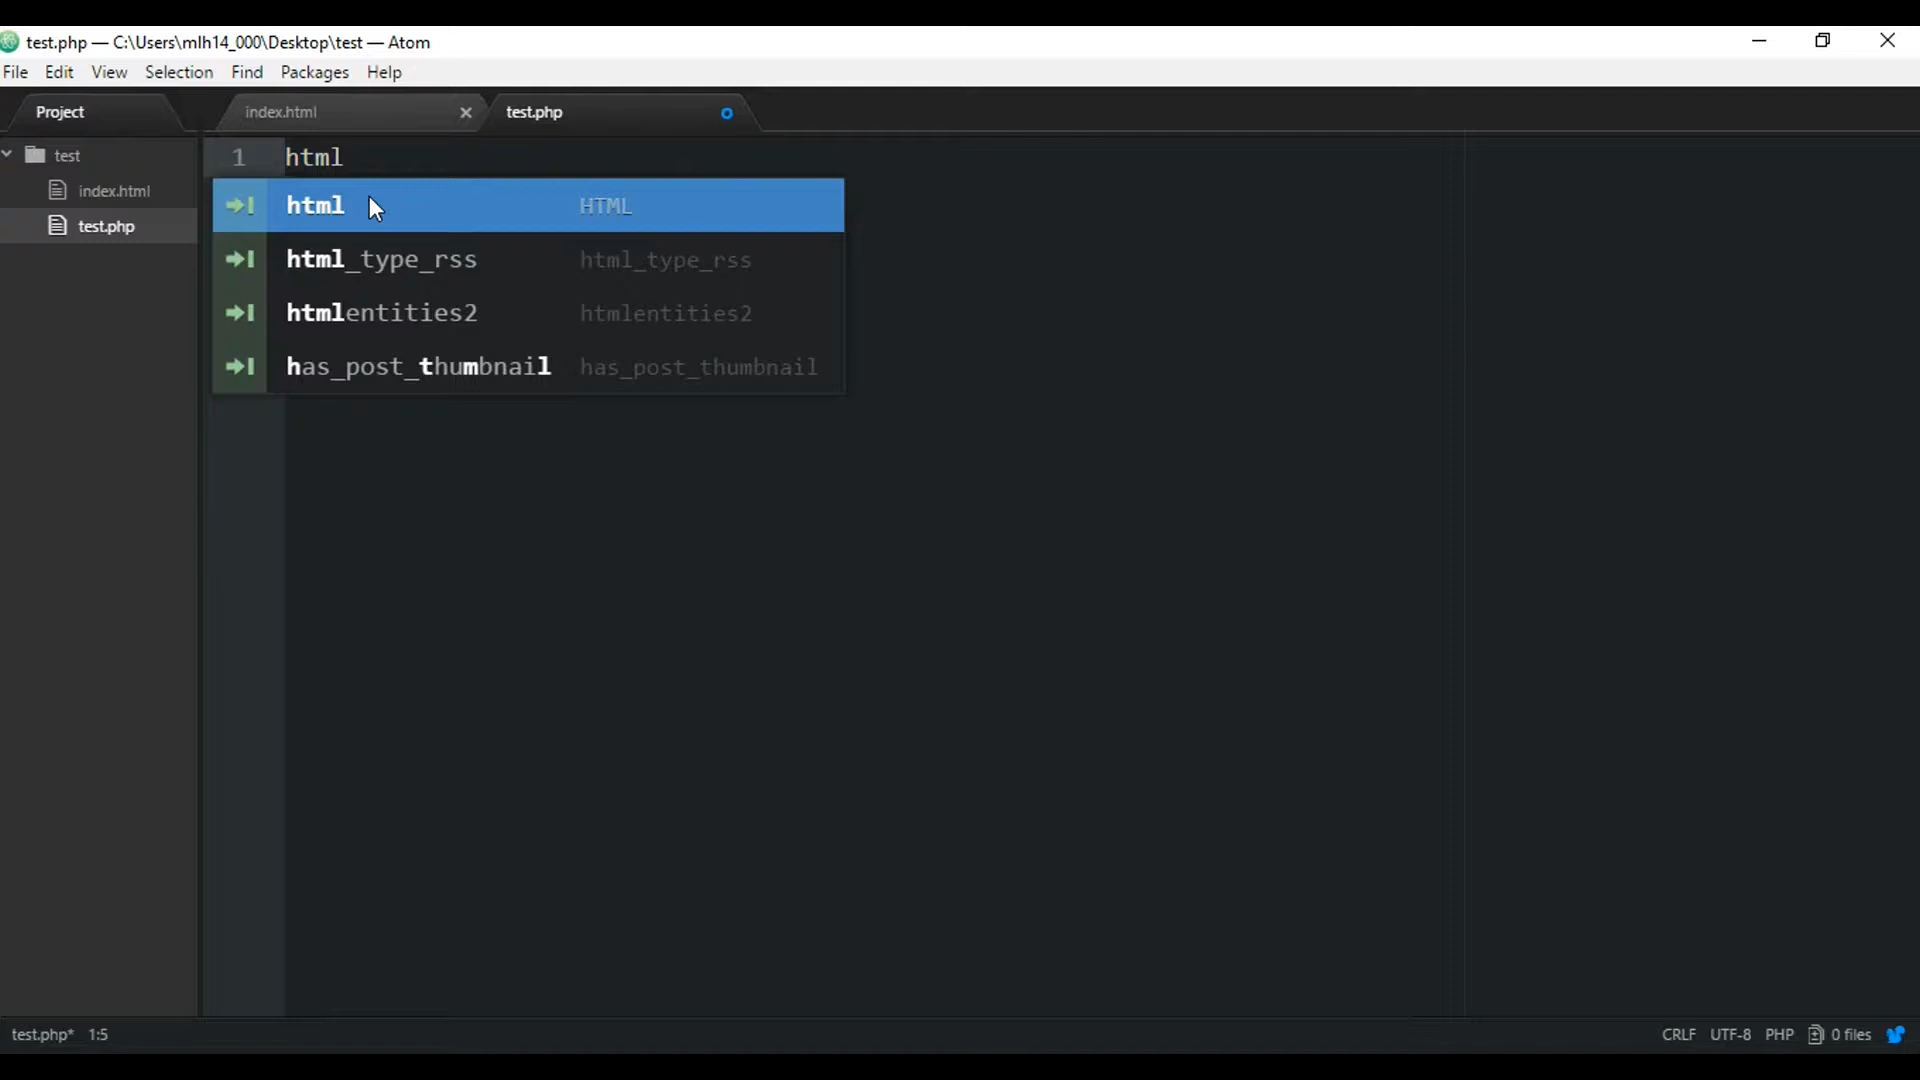 test.php — C:\Users\mlh14_000\Desktop\test — Atom
File Edit View Selection Find Packages Help
Project index.html test.php
test
index.html
test.php
1 html
html HTML
html_type_rss html_type_rss
htmlentities2 htmlentities2
has_post_thumbnail has_post_thumbnail
test.php* 1:5 CRLF UTF-8 PHP 0 files